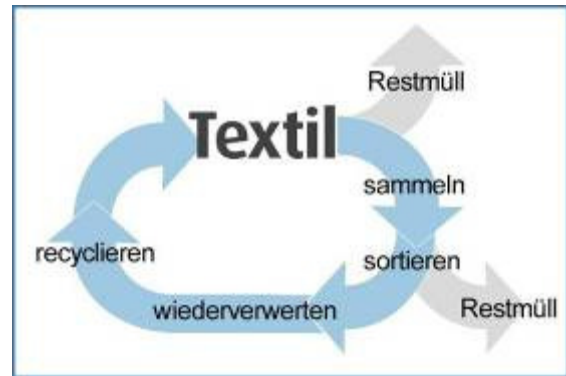 Restmüll
Textil
sammeln
sortieren
Restmüll
wiederverwerten
recyclieren